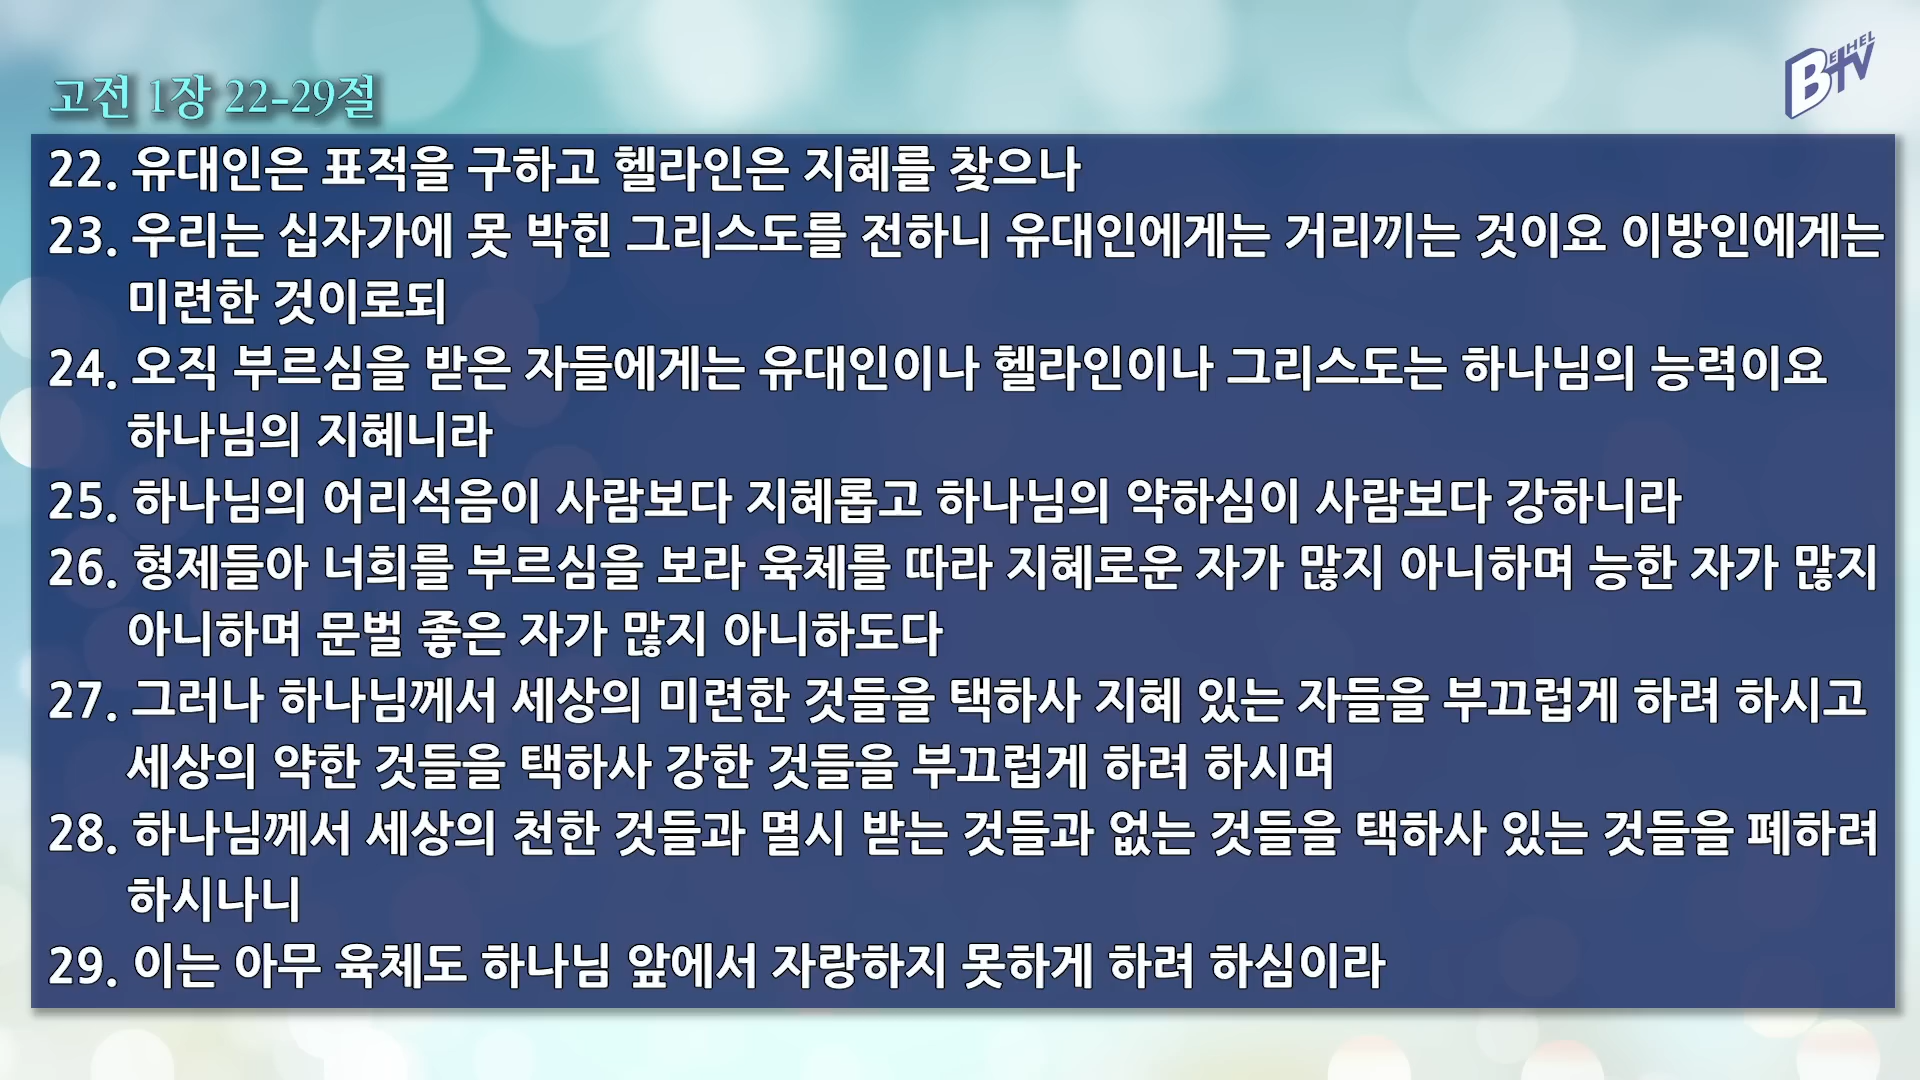 고전 1장 22-29절
BETHEL TV
22. 유대인은 표적을 구하고 헬라인은 지혜를 찾으나
23. 우리는 십자가에 못 박힌 그리스도를 전하니 유대인에게는 거리끼는 것이요 이방인에게는
미련한 것이로되
24. 오직 부르심을 받은 자들에게는 유대인이나 헬라인이나 그리스도는 하나님의 능력이요
하나님의 지혜니라
25. 하나님의 어리석음이 사람보다 지혜롭고 하나님의 약하심이 사람보다 강하니라
26. 형제들아 너희를 부르심을 보라 육체를 따라 지혜로운 자가 많지 아니하며 능한 자가 많지
아니하며 문벌 좋은 자가 많지 아니하도다
27. 그러나 하나님께서 세상의 미련한 것들을 택하사 지혜 있는 자들을 부끄럽게 하려 하시고
세상의 약한 것들을 택하사 강한 것들을 부끄럽게 하려 하시며
28. 하나님께서 세상의 천한 것들과 멸시 받는 것들과 없는 것들을 택하사 있는 것들을 폐하려
하시나니
29. 이는 아무 육체도 하나님 앞에서 자랑하지 못하게 하려 하심이라